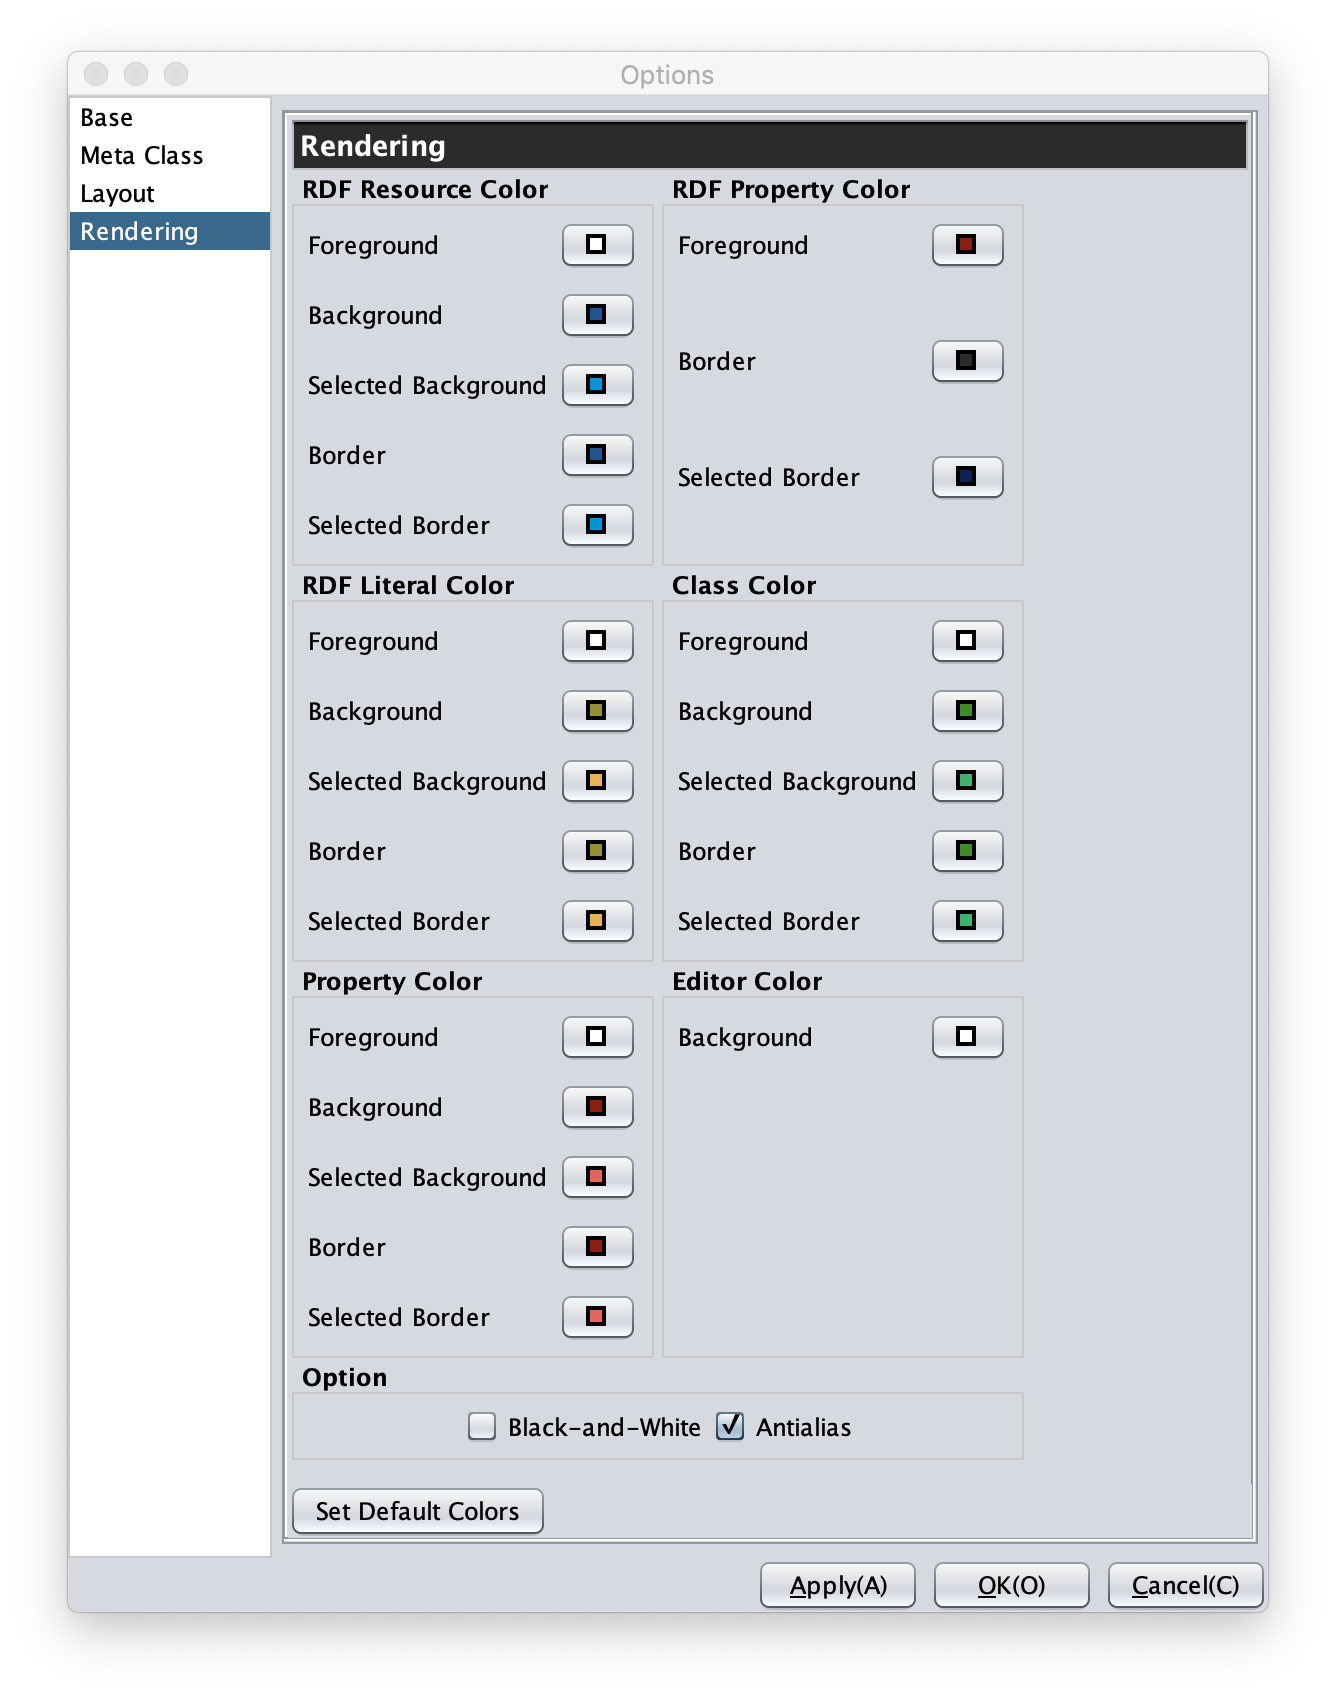 Options
Base
Meta Class
Layout
Rendering
Rendering
RDF Resource Color
Foreground
Background
Selected Background
Border
Selected Border
RDF Property Color
Foreground
Border
Selected Border
RDF Literal Color
Foreground
Background
Selected Background
Border
Selected Border
Class Color
Foreground
Background
Selected Background
Border
Selected Border
Property Color
Foreground
Background
Selected Background
Border
Selected Border
Editor Color
Background
Option
Black-and-White
Antialias
Set Default Colors
Apply(A)
OK(O)
Cancel(C)